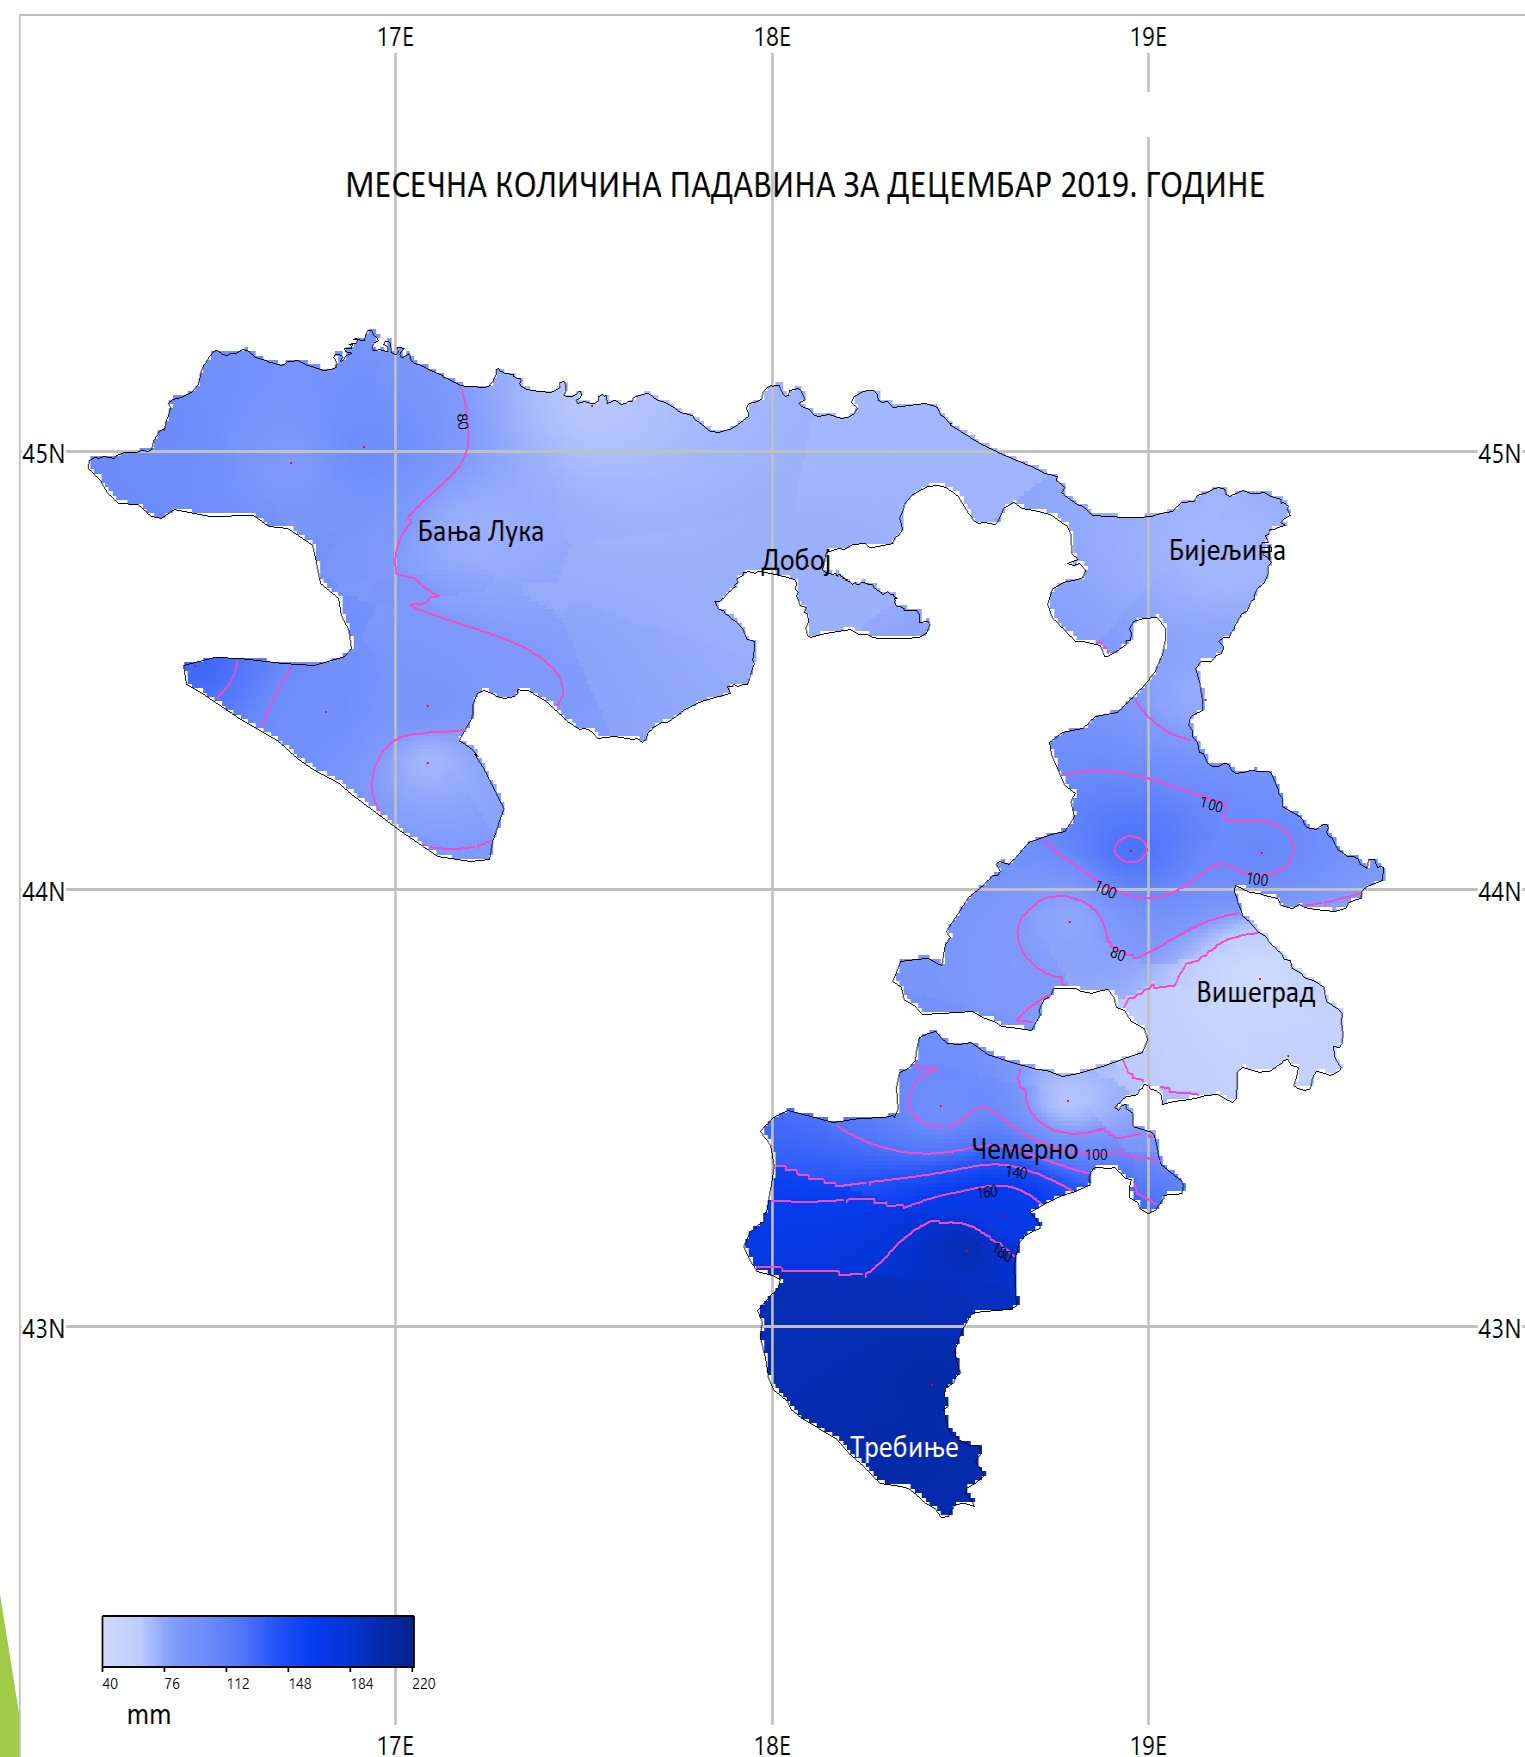 17E 18E 19E
МЕСЕЧНА КОЛИЧИНА ПАДАВИНА ЗА ДЕЦЕМБАР 2019. ГОДИНЕ
80
45N 45N
Бања Лука
Добој
Бијељина
100
100
44N 100 44N
80
Вишеград
Чемерно 100
140
160
180
43N 43N
Требиње
40 76 112 148 184 220
mm
17E 18E 19E